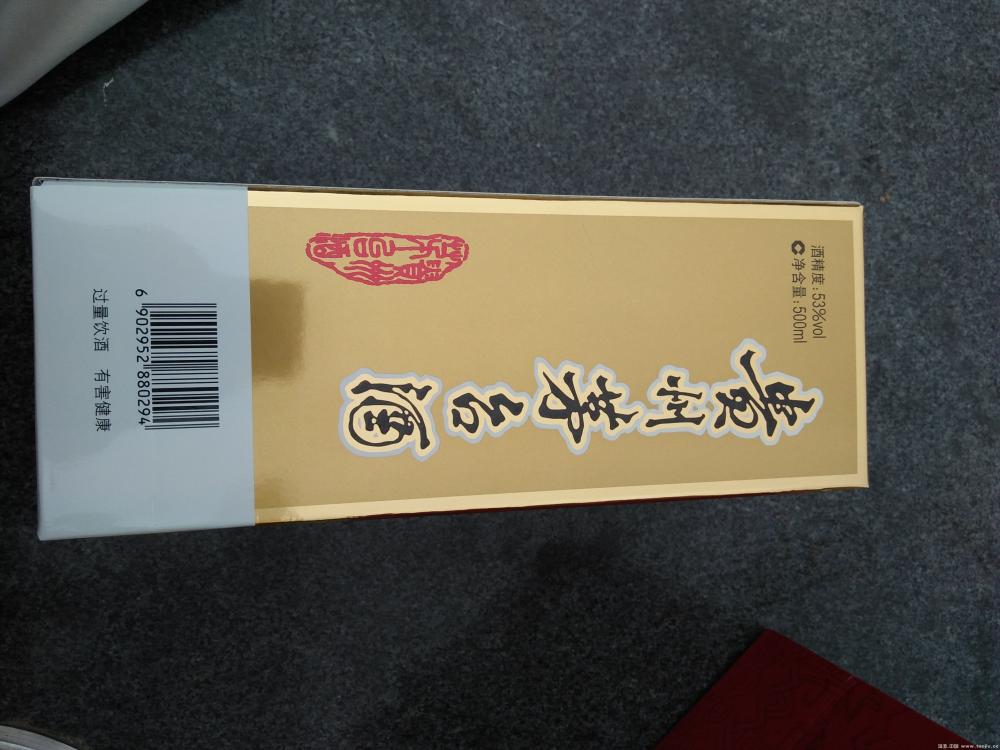 酒精度:53%vol
净含量:500ml
贵州茅台酒
6 902952 880294
过量饮酒 有害健康